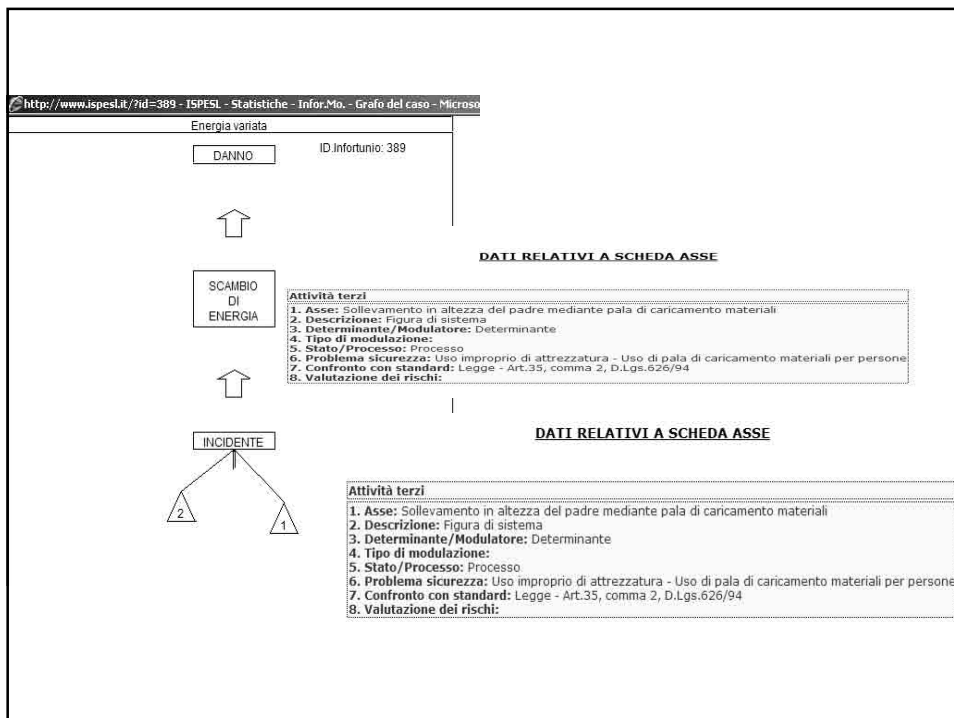 http://www.ispesl.it/?id=389 - ISPESL - Statistiche - Infor.Mo. - Grafo del caso - Microso
Energia variata
DANNO
ID.Infortunio: 389
SCAMBIO
DI
ENERGIA
DATI RELATIVI A SCHEDA ASSE
Attività terzi
1. Asse: Sollevamento in altezza del padre mediante pala di caricamento materiali
2. Descrizione: Figura di sistema
3. Determinante/Modulatore: Determinante
4. Tipo di modulazione:
5. Stato/Processo: Processo
6. Problema sicurezza: Uso improprio di attrezzatura - Uso di pala di caricamento materiali per persone
7. Confronto con standard: Legge - Art.35, comma 2, D.Lgs.626/94
8. Valutazione dei rischi:
INCIDENTE
2
1
DATI RELATIVI A SCHEDA ASSE
Attività terzi
1. Asse: Sollevamento in altezza del padre mediante pala di caricamento materiali
2. Descrizione: Figura di sistema
3. Determinante/Modulatore: Determinante
4. Tipo di modulazione:
5. Stato/Processo: Processo
6. Problema sicurezza: Uso improprio di attrezzatura - Uso di pala di caricamento materiali per persone
7. Confronto con standard: Legge - Art.35, comma 2, D.Lgs.626/94
8. Valutazione dei rischi: